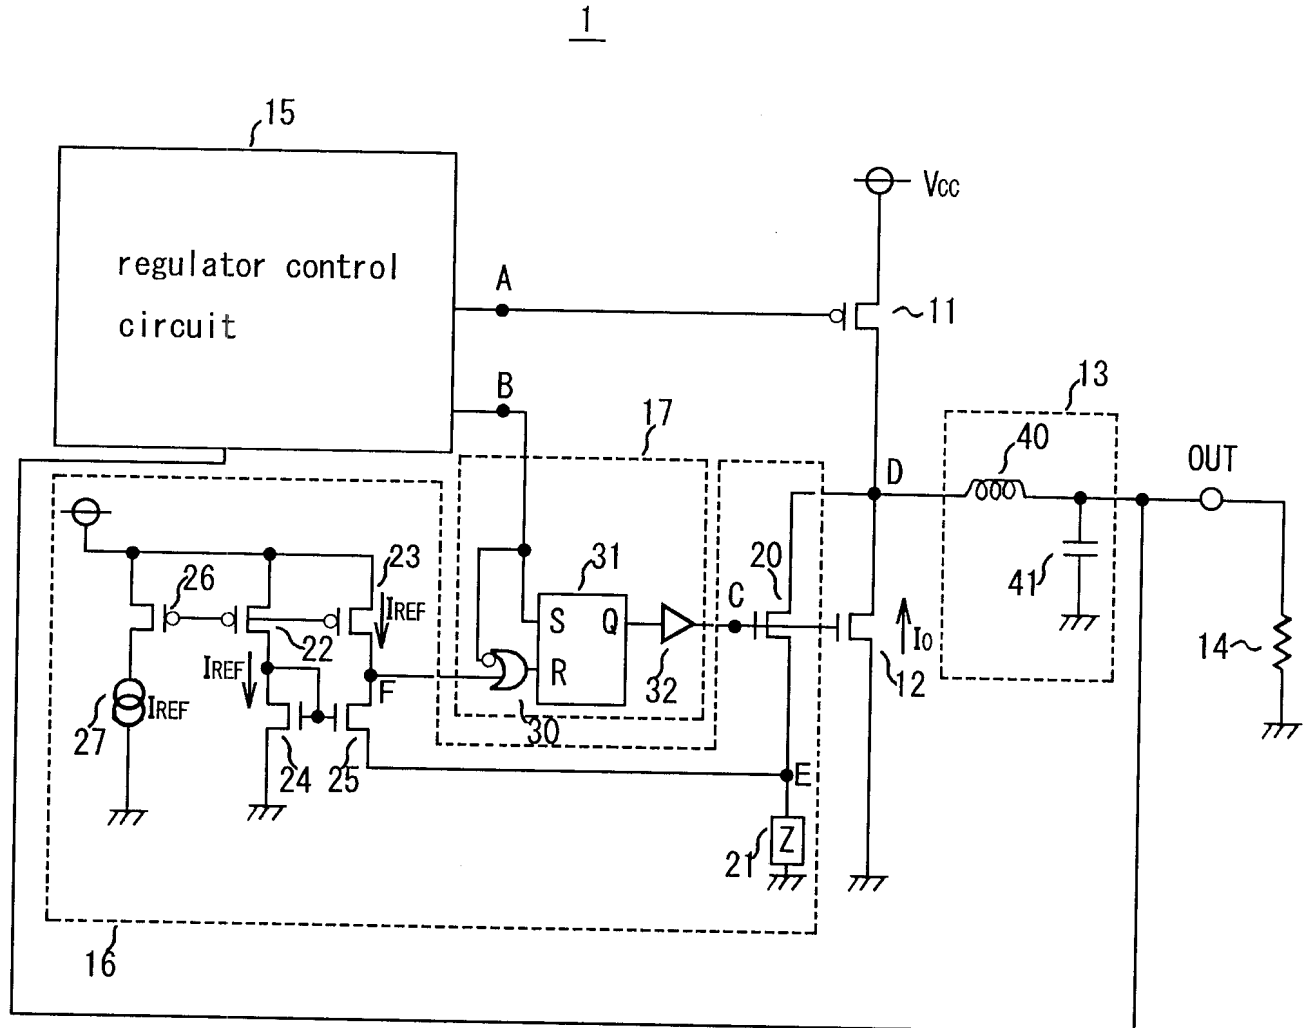 1
15
regulator control
circuit
VCC
A
11
B
13
17
40
OUT
D
23
26
IREF
31
20
41
C
S
Q
22
IREF
R
I0
14
12
F
32
27
IREF
30
24
25
E
21
Z
16